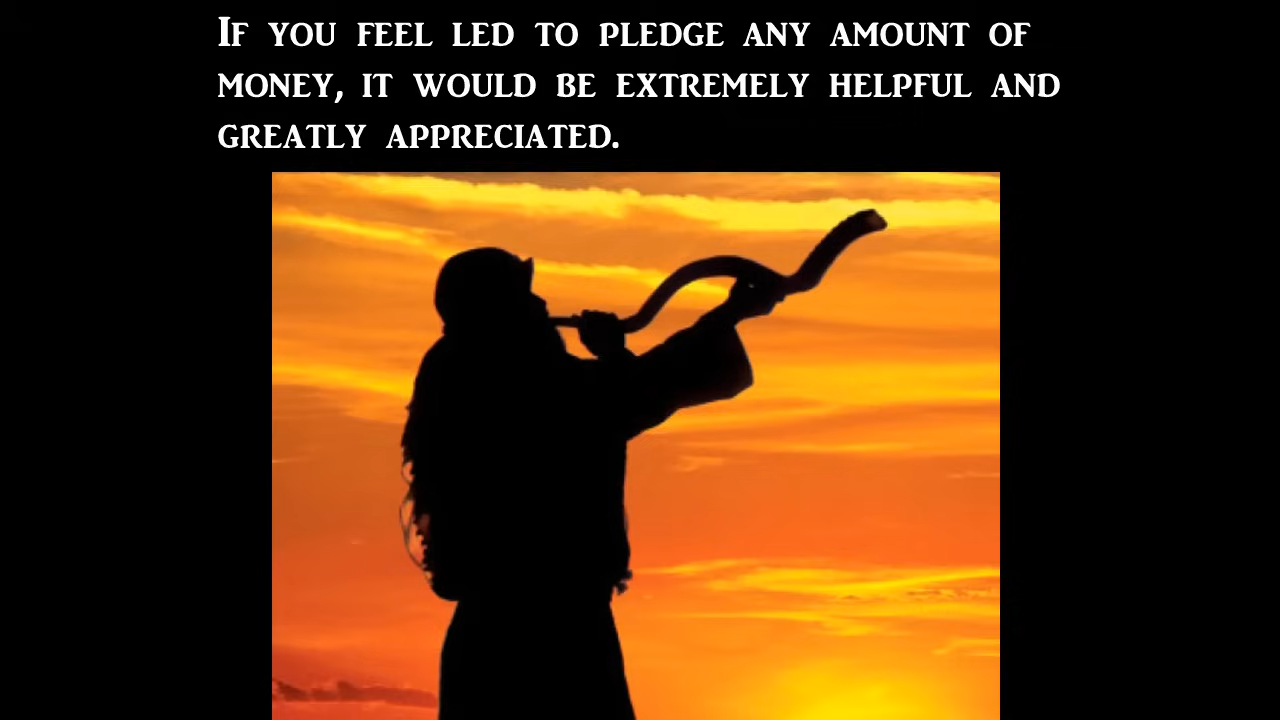 If you feel led to pledge any amount of
money, it would be extremely helpful and
greatly appreciated.